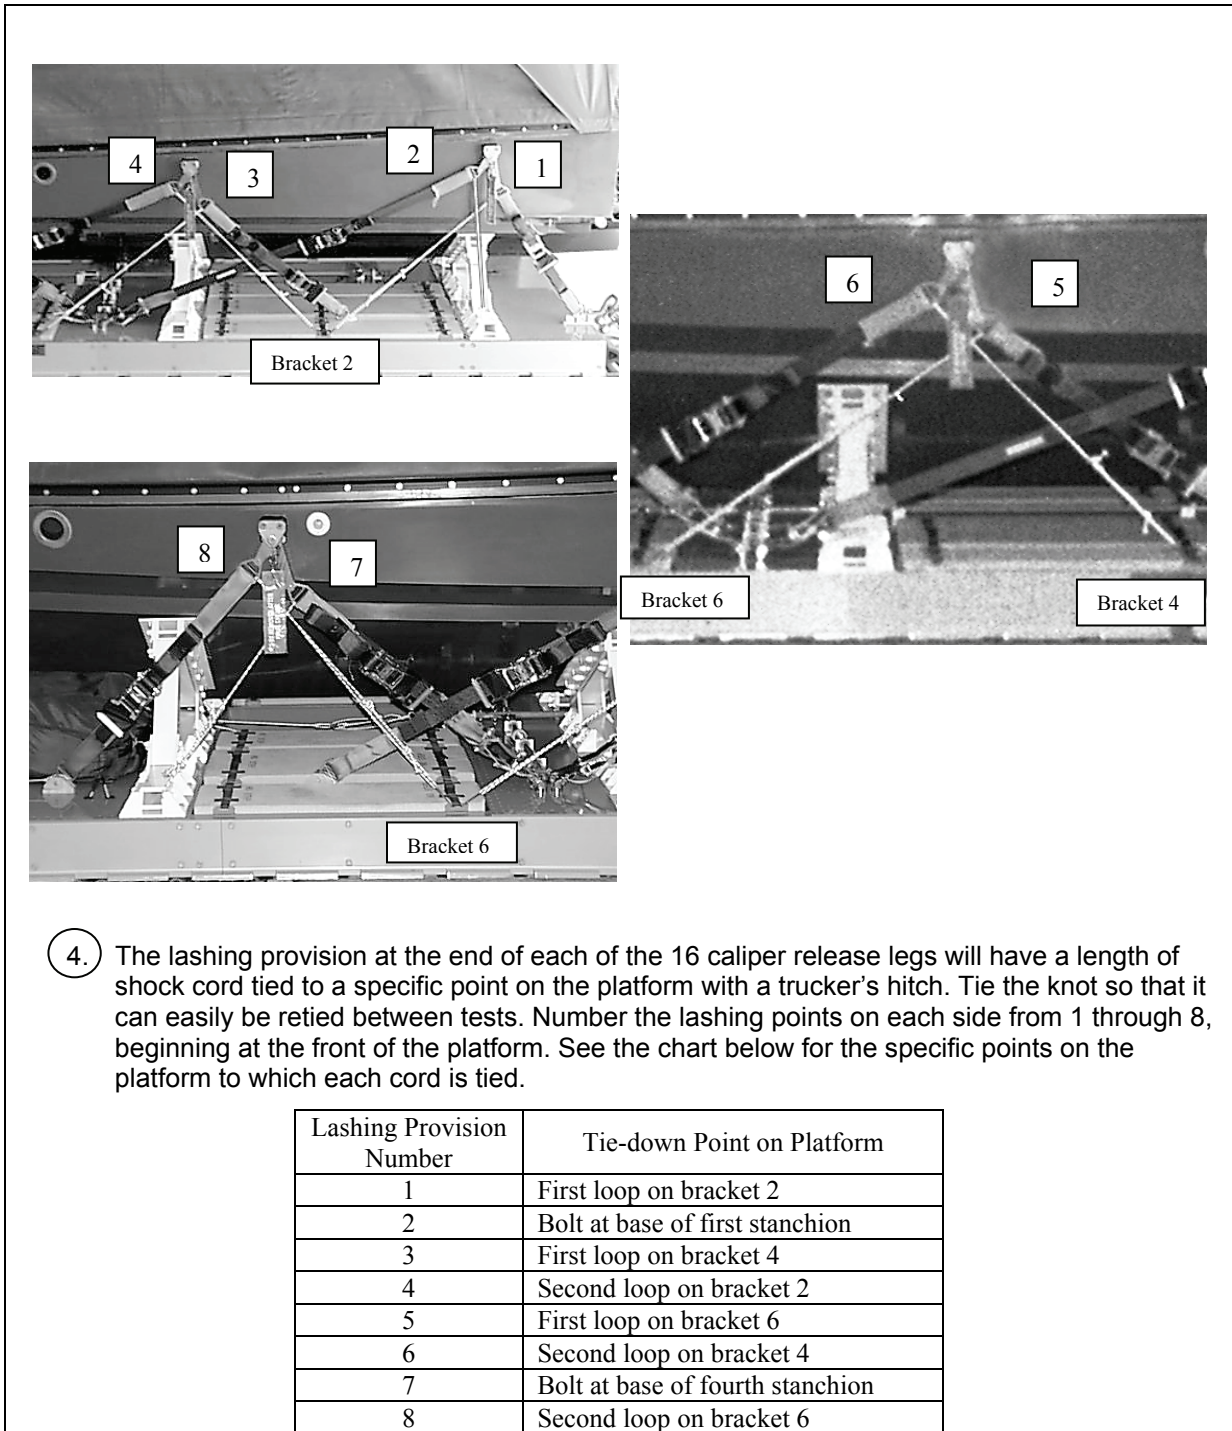 4
3
2
1
Bracket 2
6
5
Bracket 6
Bracket 4
8
7
Bracket 6
4. The lashing provision at the end of each of the 16 caliper release legs will have a length of
shock cord tied to a specific point on the platform with a trucker’s hitch. Tie the knot so that it
can easily be retied between tests. Number the lashing points on each side from 1 through 8,
beginning at the front of the platform. See the chart below for the specific points on the
platform to which each cord is tied.
Lashing Provision
Number
Tie-down Point on Platform
1 First loop on bracket 2
2 Bolt at base of first stanchion
3 First loop on bracket 4
4 Second loop on bracket 2
5 First loop on bracket 6
6 Second loop on bracket 4
7 Bolt at base of fourth stanchion
8 Second loop on bracket 6